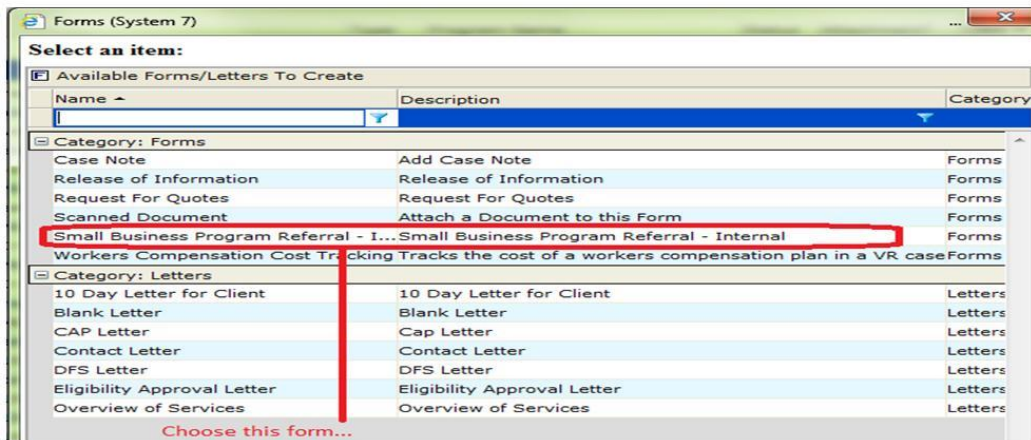 Forms (System 7)
...
Select an item:
Available Forms/Letters To Create
Name Description Category
Category: Forms
Case Note Add Case Note Forms
Release of Information Release of Information Forms
Request For Quotes Request For Quotes Forms
Scanned Document Attach a Document to this Form Forms
Small Business Program Referral - I... Small Business Program Referral - Internal Forms
Workers Compensation Cost Tracking Tracks the cost of a workers compensation plan in a VR case Forms
Category: Letters
10 Day Letter for Client 10 Day Letter for Client Letters
Blank Letter Blank Letter Letters
CAP Letter Cap Letter Letters
Contact Letter Contact Letter Letters
DFS Letter DFS Letter Letters
Eligibility Approval Letter Eligibility Approval Letter Letters
Overview of Services Overview of Services Letters
Choose this form...